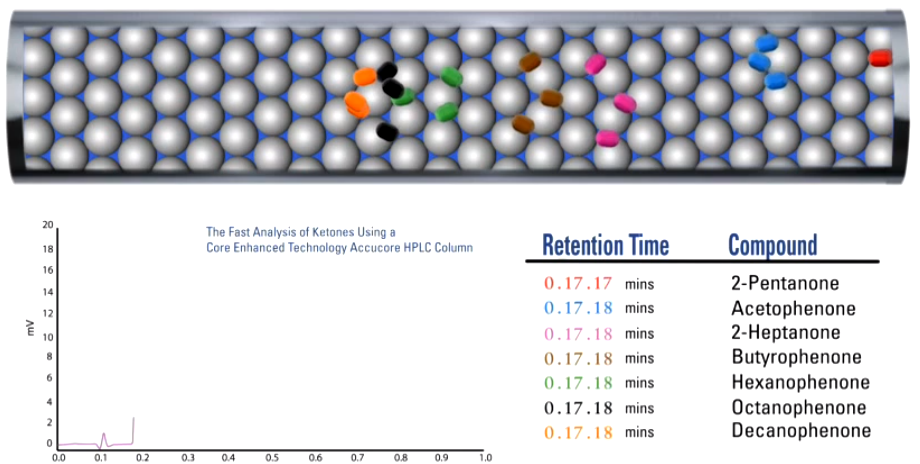 The Fast Analysis of Ketones Using a
Core Enhanced Technology Accucore HPLC Column
mV
20
18
16
14
12
10
8
6
4
2
0
0.0 0.1 0.2 0.3 0.4 0.5 0.6 0.7 0.8 0.9 1.0
Retention Time Compound
0.17.17 mins 2-Pentanone
0.17.18 mins Acetophenone
0.17.18 mins 2-Heptanone
0.17.18 mins Butyrophenone
0.17.18 mins Hexanophenone
0.17.18 mins Octanophenone
0.17.18 mins Decanophenone